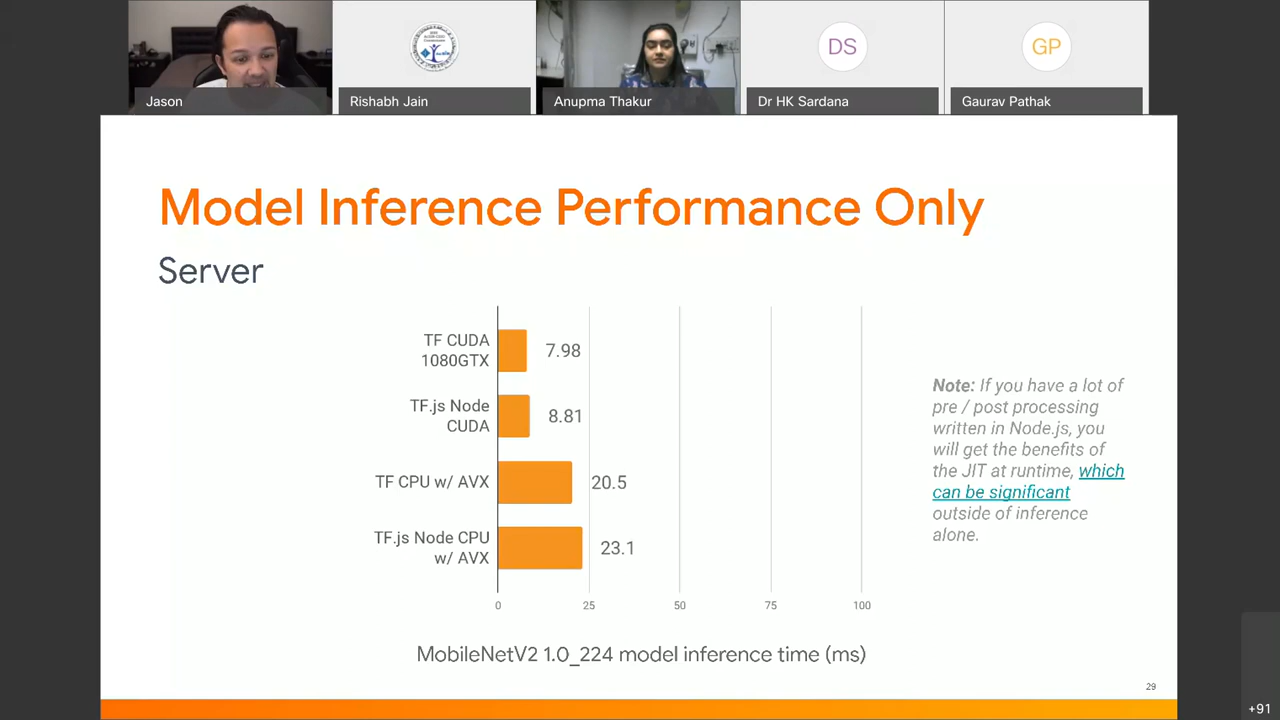 Jason
Rishabh Jain
Anupma Thakur
DS
Dr HK Sardana
GP
Gaurav Pathak
Model Inference Performance Only
Server
TF CUDA
1080GTX
7.98
TF.js Node
CUDA
8.81
TF CPU w/ AVX
20.5
TF.js Node CPU
w/ AVX
23.1
0
25
50
75
100
MobileNetV2 1.0_224 model inference time (ms)
Note: If you have a lot of
pre / post processing
written in Node.js, you
will get the benefits of
the JIT at runtime, which
can be significant
outside of inference
alone.
29
+91